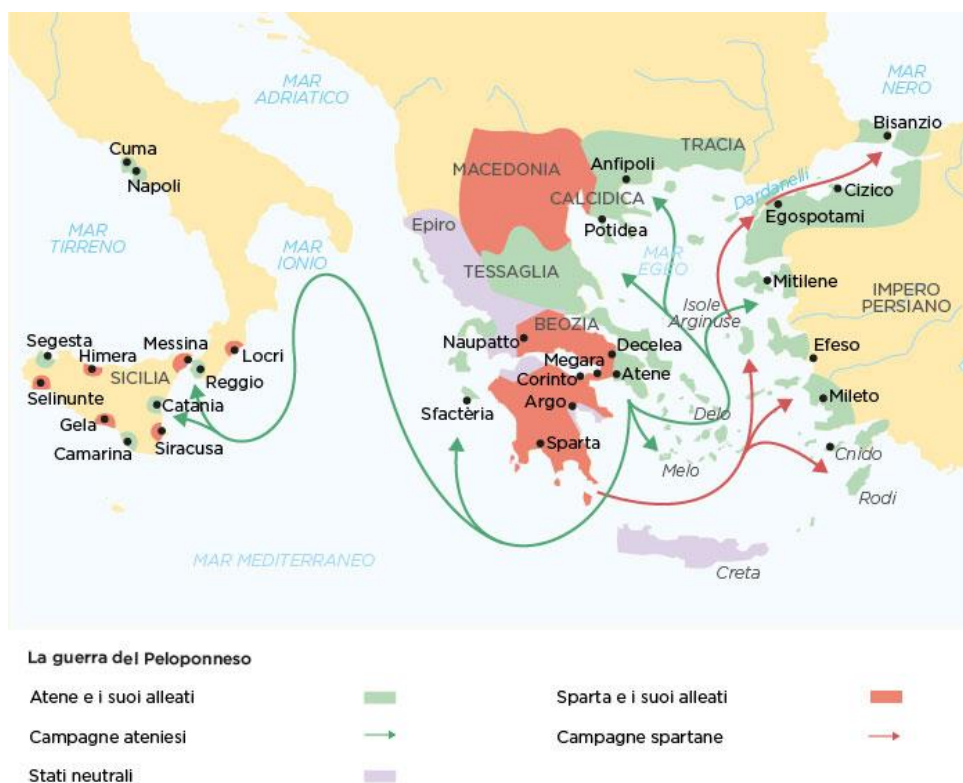 MAR
ADRIATICO
MAR
NERO
Bisanzio
Cuma
Napoli
TRACIA
MACEDONIA
Anfipoli
CALCIDICA
Dardanelli
Cizico
Egospotami
Potidea
MAR
TIRRENO
MAR
IONIO
Epiro
TESSAGLIA
MAR
EGEO
Mitilene
IMPERO
PERSIANO
Isole
Arginuse
BEOZIA
Segesta
Himera
Messina
Locri
Naupatto
Decelea
Megara
Efeso
SICILIA
Reggio
Corinto
Atene
Selinunte
Catania
Sfactèria
Argo
Delo
Mileto
Gela
Camarina
Siracusa
Sparta
Melo
Cnido
Rodi
MAR MEDITERRANEO
Creta
La guerra del Peloponneso
Atene e i suoi alleati
Sparta e i suoi alleati
Campagne ateniesi
Campagne spartane
Stati neutrali